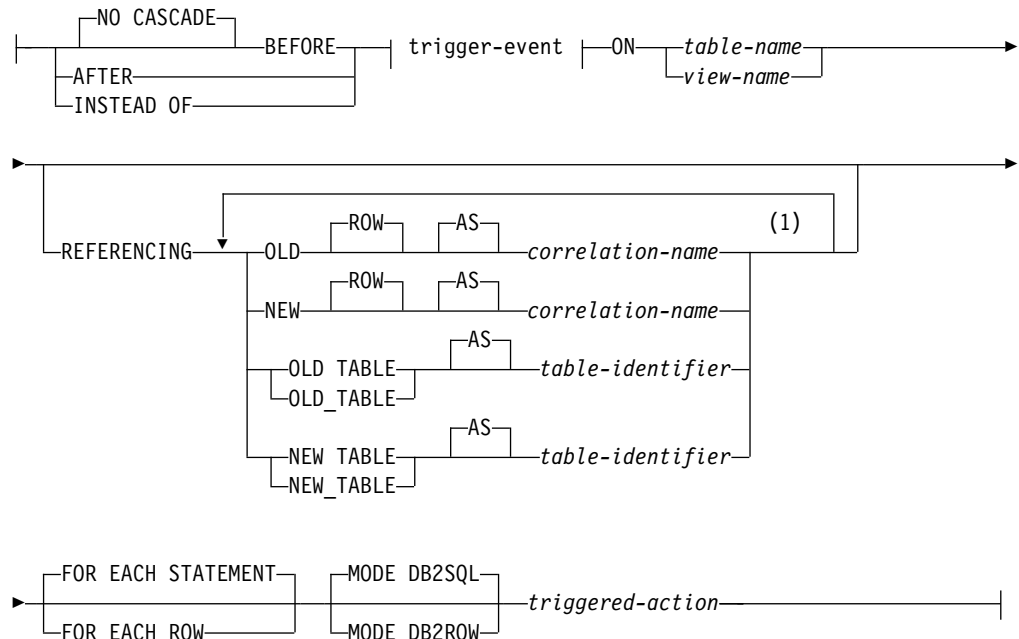 NO CASCADE
BEFORE trigger-event ON table-name
AFTER view-name
INSTEAD OF
REFERENCING OLD ROW AS correlation-name (1)
NEW ROW AS correlation-name
OLD TABLE AS table-identifier
OLD_TABLE
NEW TABLE AS table-identifier
NEW_TABLE
FOR EACH STATEMENT MODE DB2SQL triggered-action
FOR EACH ROW MODE DB2ROW